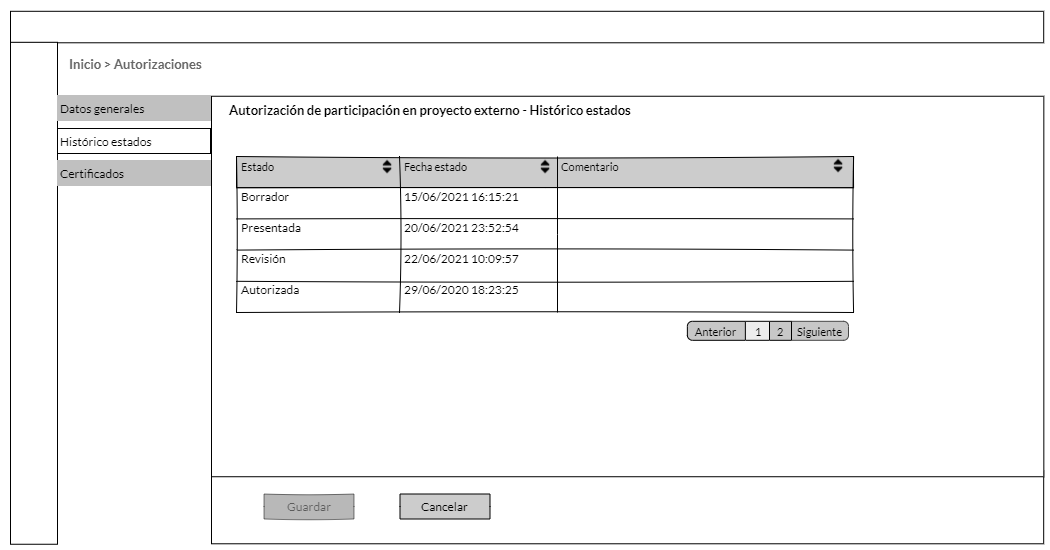 Inicio > Autorizaciones
Datos generales
Autorización de participación en proyecto externo - Histórico estados
Histórico estados
Certificados
Estado Fecha estado Comentario
Borrador 15/06/2021 16:15:21
Presentada 20/06/2021 23:52:54
Revisión 22/06/2021 10:09:57
Autorizada 29/06/2020 18:23:25
Anterior 1 2 Siguiente
Guardar Cancelar